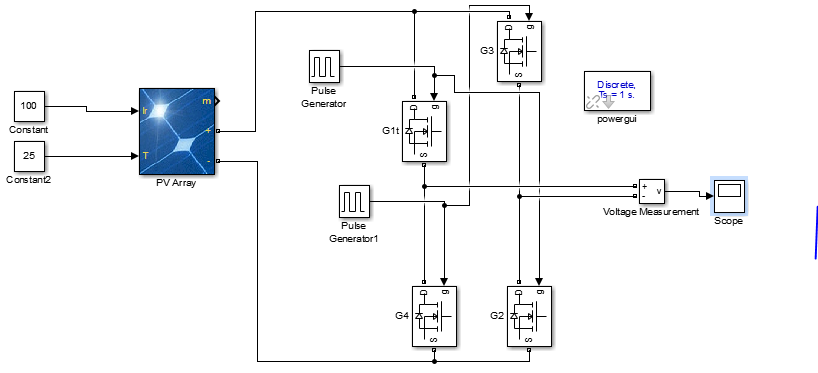 D
g
G3
S
Pulse
Generator
Discrete,
Ts = 1 s.
powergui
100
Constant
Ir
m
+
25
T
-
Constant2
PV Array
D
g
G1t
S
+
v
-
Voltage Measurement
Scope
Pulse
Generator1
D
g
G4
S
D
g
G2
S